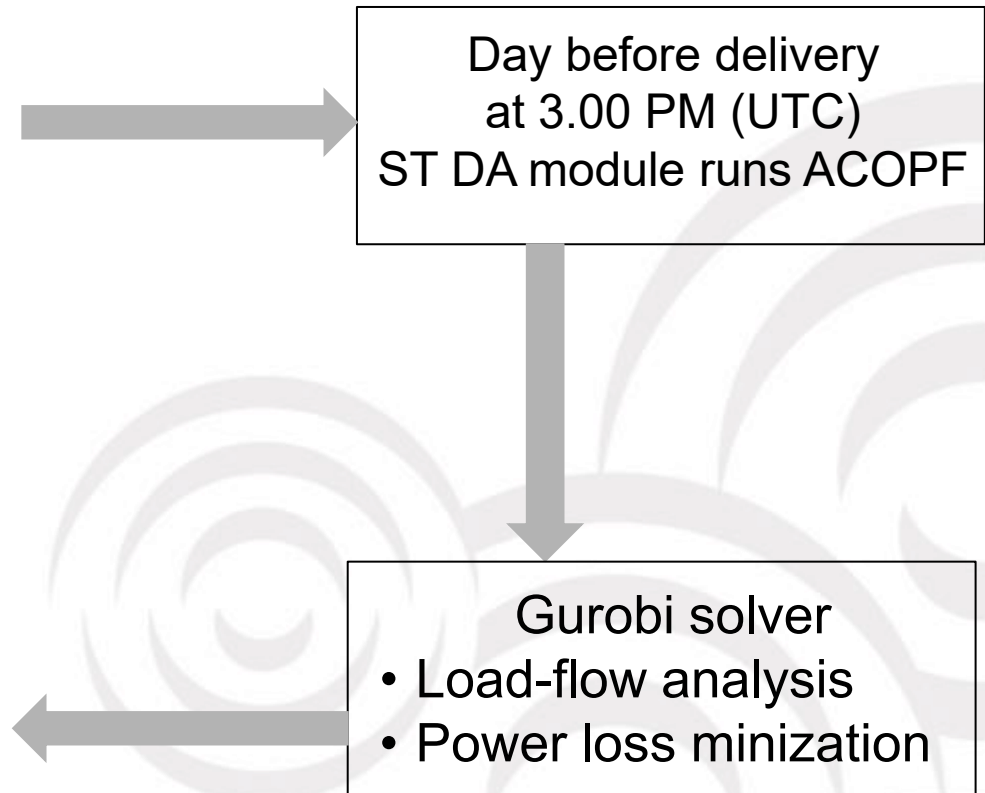 Day before delivery
at 3.00 PM (UTC)
ST DA module runs ACOPF
Gurobi solver
• Load-flow analysis
• Power loss minization